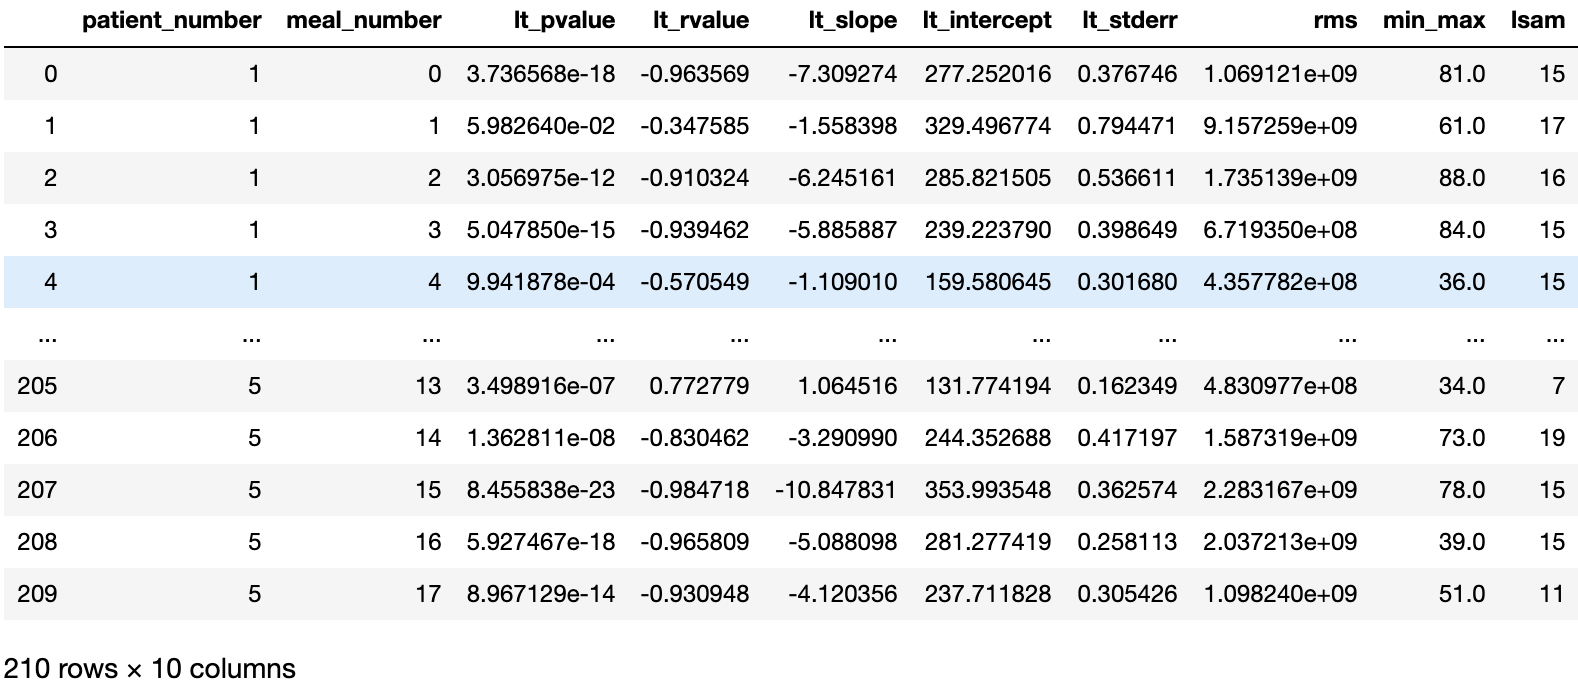 patient_number meal_number lt_pvalue lt_rvalue lt_slope lt_intercept lt_stderr rms min_max lsam
0 1 0 3.736568e-18 -0.963569 -7.309274 277.252016 0.376746 1.069121e+09 81.0 15
1 1 1 5.982640e-02 -0.347585 -1.558398 329.496774 0.794471 9.157259e+09 61.0 17
2 1 2 3.056975e-12 -0.910324 -6.245161 285.821505 0.536611 1.735139e+09 88.0 16
3 1 3 5.047850e-15 -0.939462 -5.885887 239.223790 0.398649 6.719350e+08 84.0 15
4 1 4 9.941878e-04 -0.570549 -1.109010 159.580645 0.301680 4.357782e+08 36.0 15
... ... ... ... ... ... ... ... ... ... ...
205 5 13 3.498916e-07 0.772779 1.064516 131.774194 0.162349 4.830977e+08 34.0 7
206 5 14 1.362811e-08 -0.830462 -3.290990 244.352688 0.417197 1.587319e+09 73.0 19
207 5 15 8.455838e-23 -0.984718 -10.847831 353.993548 0.362574 2.283167e+09 78.0 15
208 5 16 5.927467e-18 -0.965809 -5.088098 281.277419 0.258113 2.037213e+09 39.0 15
209 5 17 8.967129e-14 -0.930948 -4.120356 237.711828 0.305426 1.098240e+09 51.0 11
210 rows × 10 columns